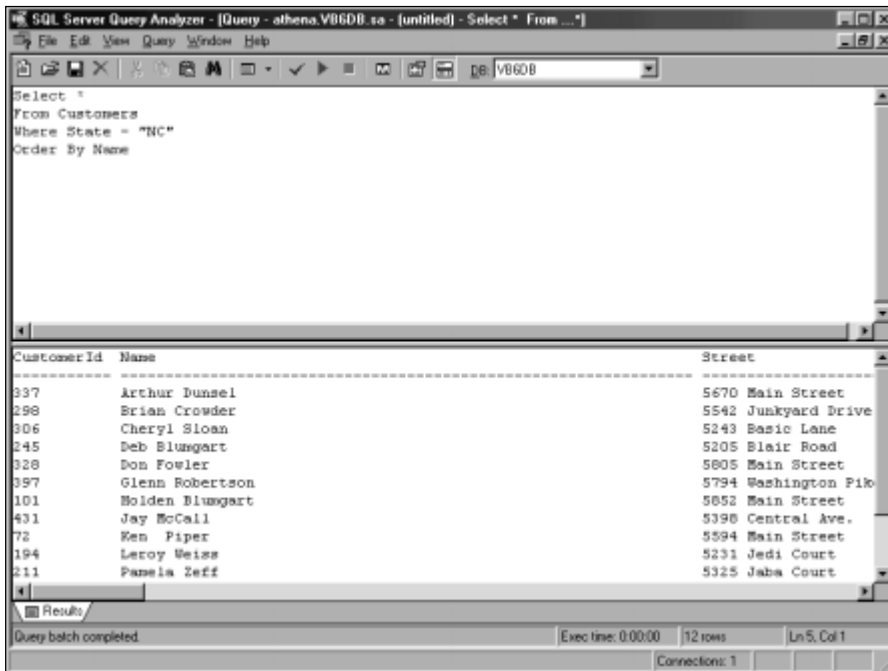 SQL Server Query Analyzer - [Query - athena.VB6DB.sa - (untitled) - Select * From ...*]
File Edit View Query Window Help
DB: VB6DB
Select *
From Customers
Where State = "NC"
Order By Name
CustomerId Name Street
337 Arthur Dunsel 5670 Main Street
298 Brian Crowder 5542 Junkyard Drive
306 Cheryl Sloan 5243 Basic Lane
245 Deb Blumgart 5205 Blair Road
328 Don Fowler 5805 Main Street
397 Glenn Robertson 5794 Washington Pik
101 Holden Blumgart 5852 Main Street
431 Jay McCall 5398 Central Ave.
72 Ken Piper 5594 Main Street
194 Leroy Weiss 5231 Jedi Court
211 Pamela Zeff 5325 Jaba Court
Results
Query batch completed. Exec time: 0:00:00 12 rows Ln 5, Col 1
Connections: 1